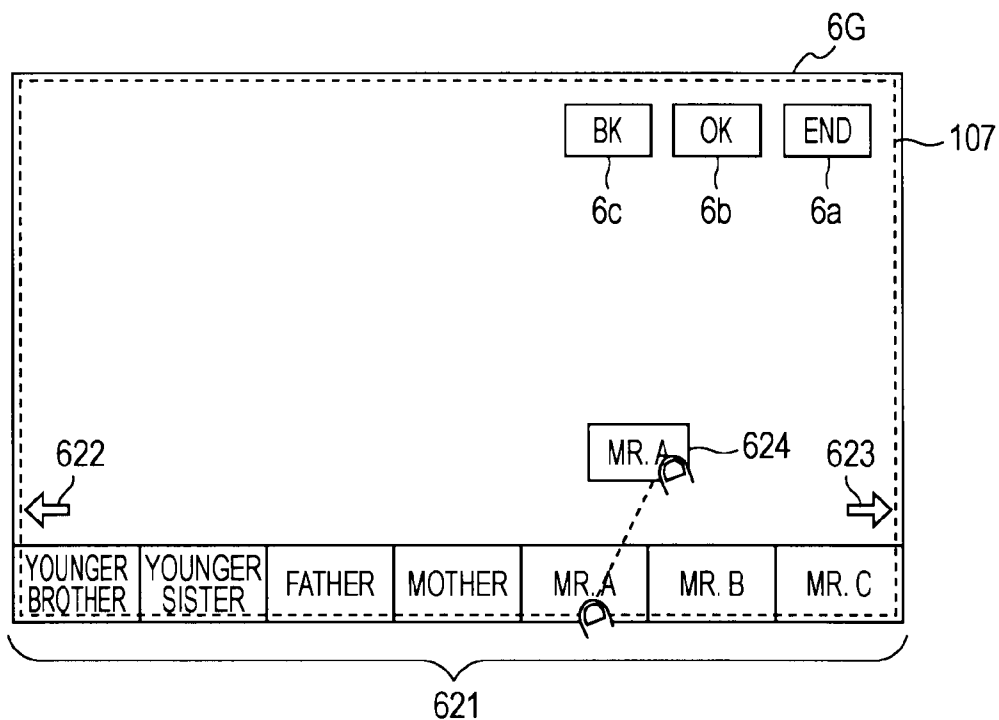 6G
BK
OK
END
107
6c
6b
6a
MR. A
624
622
623
YOUNGER
BROTHER
YOUNGER
SISTER
FATHER
MOTHER
MR. A
MR. B
MR. C
621